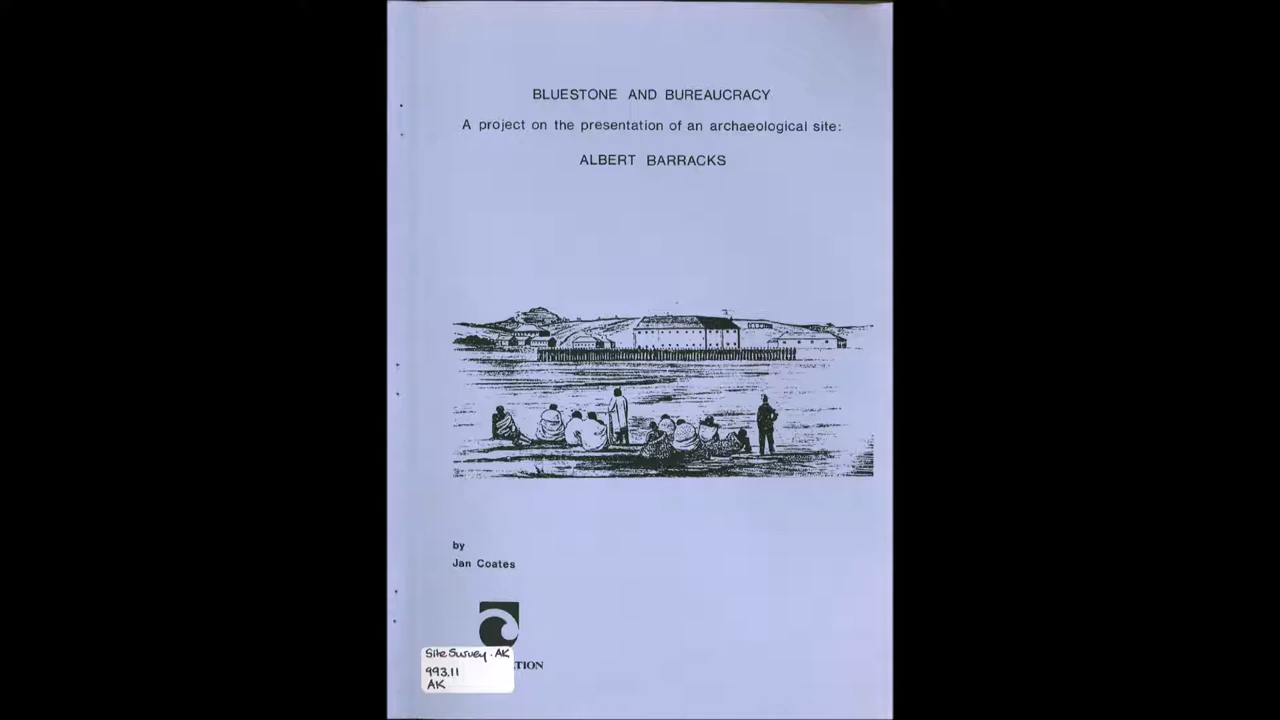 BLUESTONE AND BUREAUCRACY
A project on the presentation of an archaeological site:
ALBERT BARRACKS
by
Jan Coates
TION
Site Survey . AK
993.11
AK